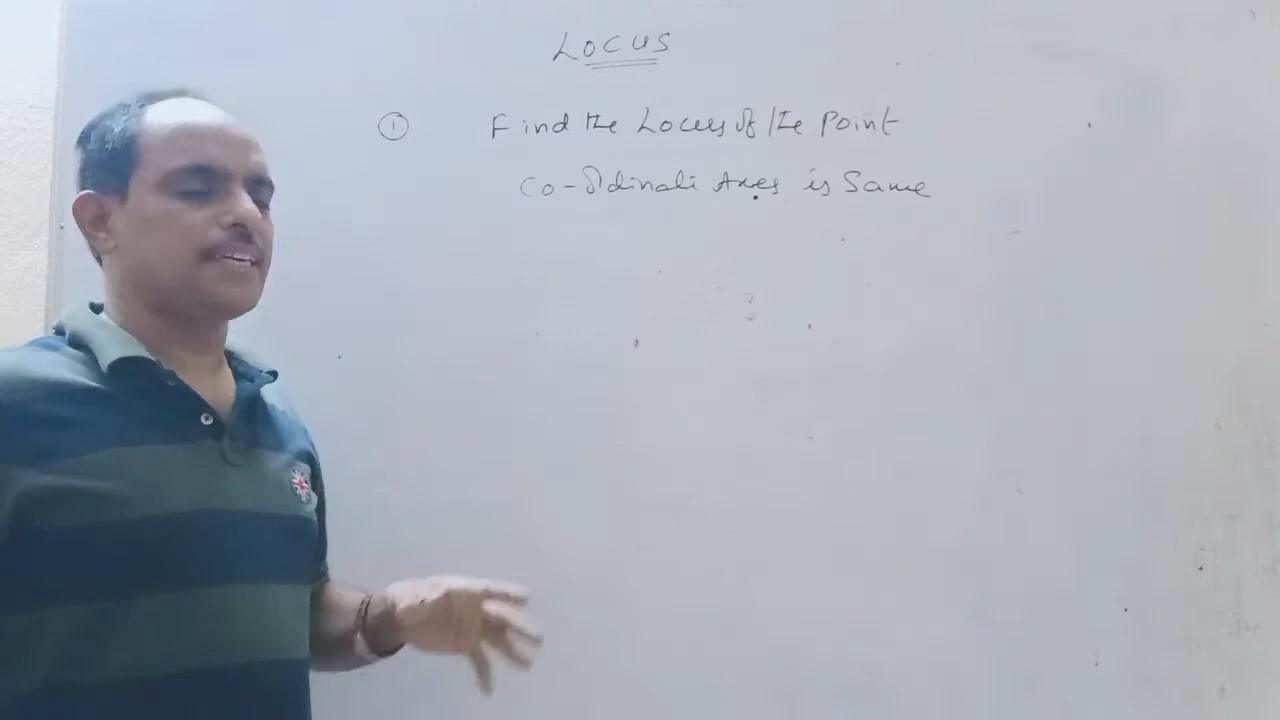 LOCUS
① Find the Locus of the Point
Co-ordinate Axes is Same